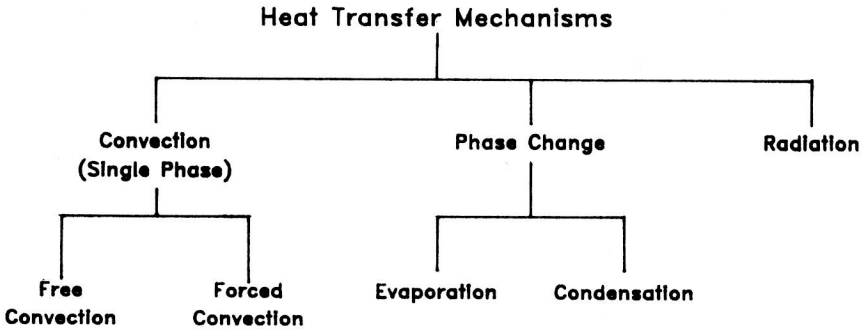 Heat Transfer Mechanisms
Convection
(Single Phase)
Phase Change
Radiation
Free
Convection
Forced
Convection
Evaporation
Condensation